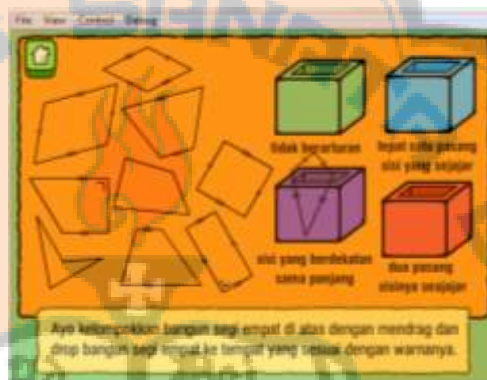 File View Control Debug
tidak beraturan
tepat satu pasang
sisi yang sejajar
sisi yang berdekatan
sama panjang
dua pasang
sisinya sejajar
Ayo kelompokkan bangun segi empat di atas dengan mendrag dan
drop bangun segi empat ke tempat yang sesuai dengan warnanya.